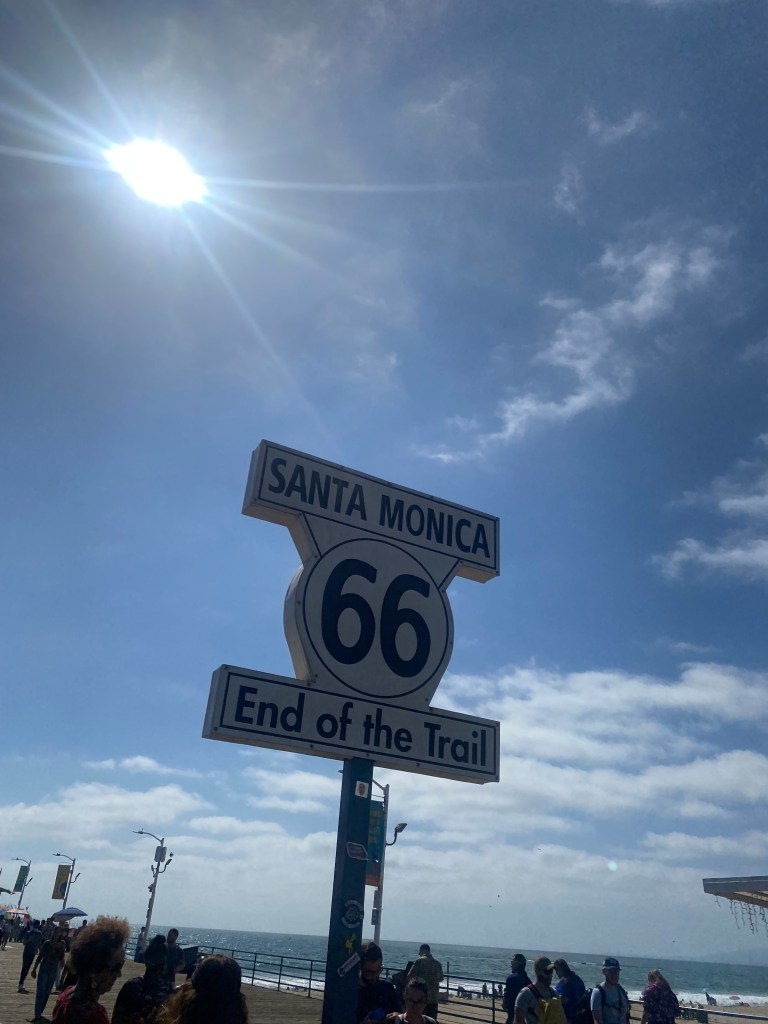 SANTA MONICA
66
End of the Trail